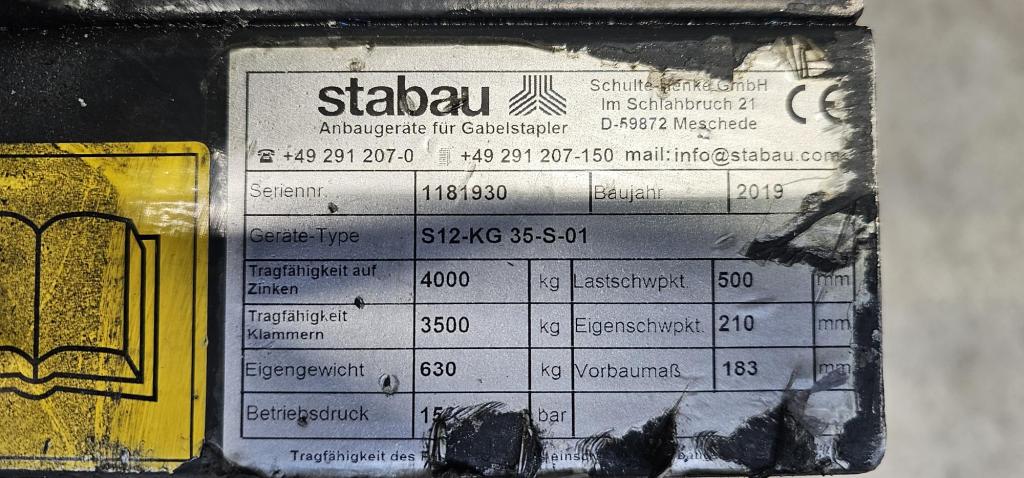 stabau
Anbaugeräte für Gabelstapler
Schulte-Henke GmbH
Im Schlahbruch 21
D-59872 Meschede
CE
+49 291 207-0 +49 291 207-150 mail:info@stabau.com
Seriennr. 1181930 Baujahr 2019
Geräte-Type S12-KG 35-S-01
Tragfähigkeit auf Zinken 4000 kg Lastschwpkt. 500 mm
Tragfähigkeit Klammern 3500 kg Eigenschwpkt. 210 mm
Eigengewicht 630 kg Vorbaumaß 183 mm
Betriebsdruck bar
Tragfähigkeit des